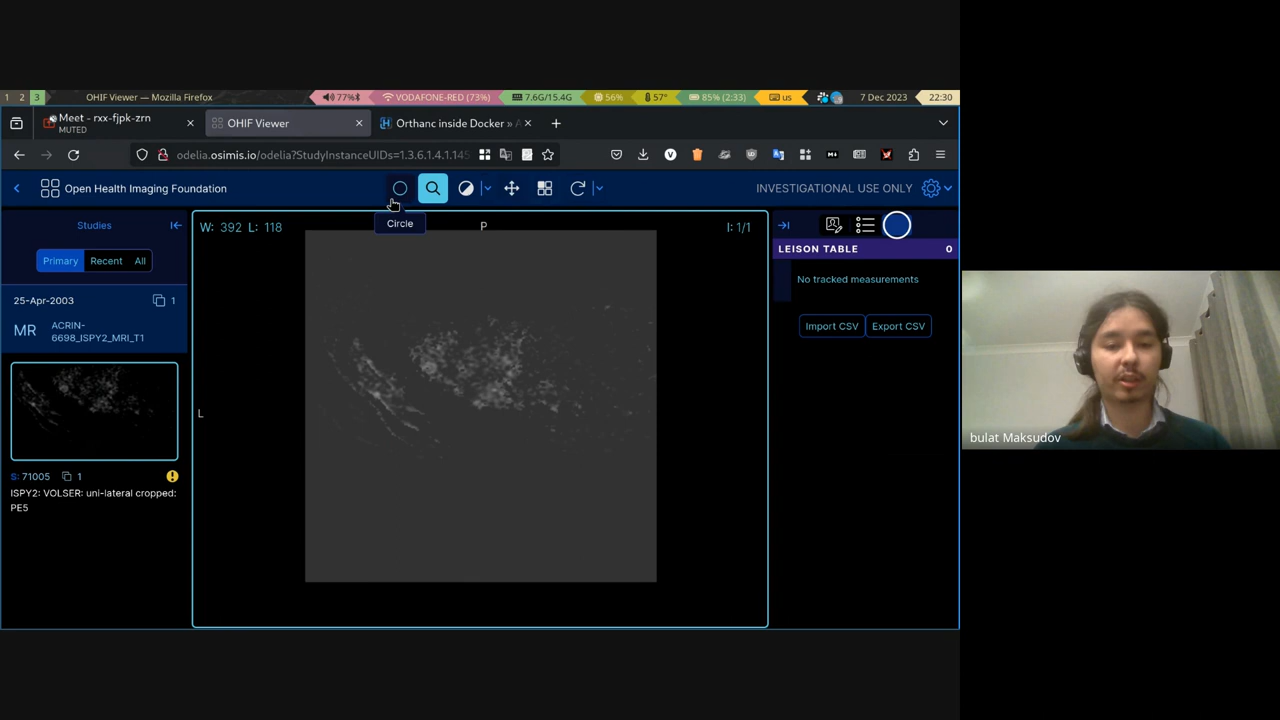 1 2 3 OHIF Viewer — Mozilla Firefox 77% VODAFONE-RED (73%) 7.6G/15.4G 56% 57° 85% (2:33) us 7 Dec 2023 22:30
Meet - rxx-fjpk-zrn
MUTED
OHIF Viewer
Orthanc inside Docker »
odelia.osimis.io/odelia?StudyInstanceUIDs=1.3.6.1.4.1.145
Open Health Imaging Foundation
INVESTIGATIONAL USE ONLY
Circle
Studies
Primary Recent All
25-Apr-2003 1
MR
ACRIN-
6698_ISPY2_MRI_T1
S: 71005 1
ISPY2: VOLSER: uni-lateral cropped:
PE5
W: 392 L: 118
P
I: 1/1
L
LEISON TABLE 0
No tracked measurements
Import CSV Export CSV
bulat Maksudov